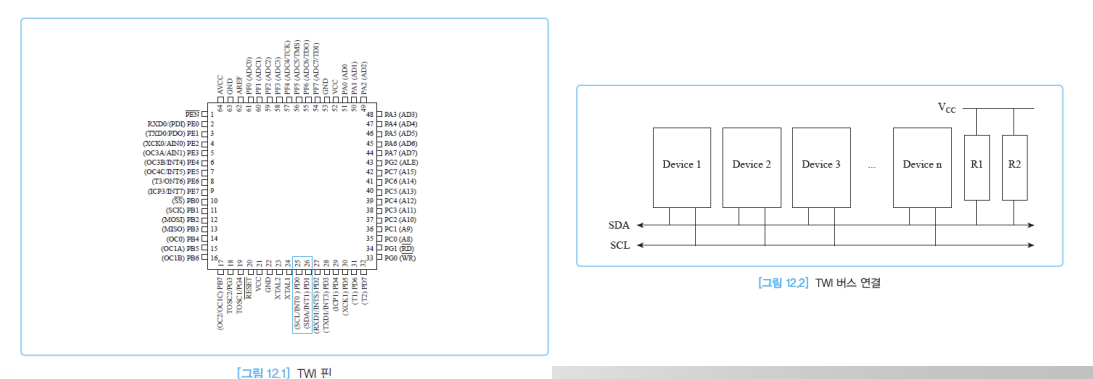 AVCC
GND
AREF
PF0 (ADC0)
PF1 (ADC1)
PF2 (ADC2)
PF3 (ADC3)
PF4 (ADC4/TCK)
PF5 (ADC5/TMS)
PF6 (ADC6/TDO)
PF7 (ADC7/TDI)
GND
VCC
PA0 (AD0
PA1 (AD1)
PA2 (AD2)
64 63 62 61 60 59 58 57 56 55 54 53 52 51 50 49
PEN 1
RXD0/(PDI) PE0 2
(TXD0/PDO) PE1 3
(XCK0/AIN0) PE2 4
(OC3A/AIN1) PE3 5
(OC3B/INT4) PE4 6
(OC4C/INT5) PE5 7
(T3/ONT6) PE6 8
(ICP3/INT7) PE7 9
(SS) PB0 10
(SCK) PB1 11
(MOSI) PB2 12
(MISO) PB3 13
(OC0) PB4 14
(OC1A) PB5 15
(OC1B) PB6 16
48 PA3 (AD3)
47 PA4 (AD4)
46 PA5 (AD5)
45 PA6 (AD6)
44 PA7 (AD7)
43 PG2 (ALE)
42 PC7 (A15)
41 PC6 (A14)
40 PC5 (A13)
39 PC4 (A12)
38 PC3 (A11)
37 PC2 (A10)
36 PC1 (A9)
35 PC0 (A8)
34 PG1 (RD)
33 PG0 (WR)
17 18 19 20 21 22 23 24 25 26 27 28 29 30 31 32
(OC2/OC1C) PB7
TOSC2/PG3
TOSC1/PG4
RESET
VCC
GND
XTAL2
XTAL1
(SCL/INT0 ) PD0
(SDA/INT1) PD1
(RXD1/INTS) PD2
(TXD1/INT3) PD3
(ICP1) PD4
(XCK1) PD5
(T1) PD6
(T2) PD7
[그림 12.1] TWI 핀
VCC
Device 1
Device 2
Device 3
...
Device n
R1
R2
SDA
SCL
[그림 12.2] TWI 버스 연결